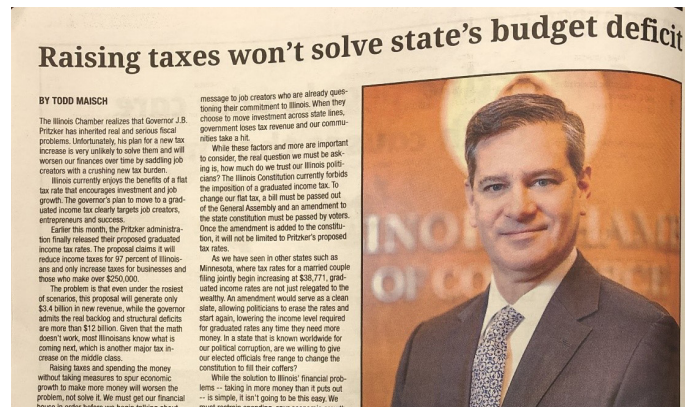 Raising taxes won't solve state's budget deficit
BY TODD MAISCH
The Illinois Chamber realizes that Governor J.B.
Pritzker has inherited real and serious fiscal
problems. Unfortunately, his plan for a new tax
increase is very unlikely to solve them and will
worsen our finances over time by saddling job
creators with a crushing new tax burden.
Illinois currently enjoys the benefits of a flat
tax rate that encourages investment and job
growth. The governor's plan to move to a grad-
uated income tax clearly targets job creators,
entrepreneurs and success.
Earlier this month, the Pritzker administra-
tion finally released their proposed graduated
income tax rates. The proposal claims it will
reduce income taxes for 97 percent of Illinois-
ans and only increase taxes for businesses and
those who make over $250,000.
The problem is that even under the rosiest
of scenarios, this proposal will generate only
$3.4 billion in new revenue, while the governor
admits the real backlog and structural deficits
are more than $12 billion. Given that the math
doesn't work, most Illinoisans know what is
coming next, which is another major tax in-
crease on the middle class.
Raising taxes and spending the money
without taking measures to spur economic
growth to make more money will worsen the
problem, not solve it. We must get our financial
house in order before we begin talking about
message to job creators who are already ques-
tioning their commitment to Illinois. When they
choose to move investment across state lines,
government loses tax revenue and our commu-
nities take a hit.
While these factors and more are important
to consider, the real question we must be ask-
ing is, how much do we trust our Illinois politi-
cians? The Illinois Constitution currently forbids
the imposition of a graduated income tax. To
change our flat tax, a bill must be passed out
of the General Assembly and an amendment to
the state constitution must be passed by voters.
Once the amendment is added to the constitu-
tion, it will not be limited to Pritzker's proposed
tax rates.
As we have seen in other states such as
Minnesota, where tax rates for a married couple
filing jointly begin increasing at $38,771, grad-
uated income rates are not just relegated to the
wealthy. An amendment would serve as a clean
slate, allowing politicians to erase the rates and
start again, lowering the income level required
for graduated rates any time they need more
money. In a state that is known worldwide for
our political corruption, are we willing to give
our elected officials free range to change the
constitution to fill their coffers?
While the solution to Illinois' financial prob-
lems -- taking in more money than it puts out
-- is simple, it isn't going to be easy. We
INO HAM
OF CO RCE